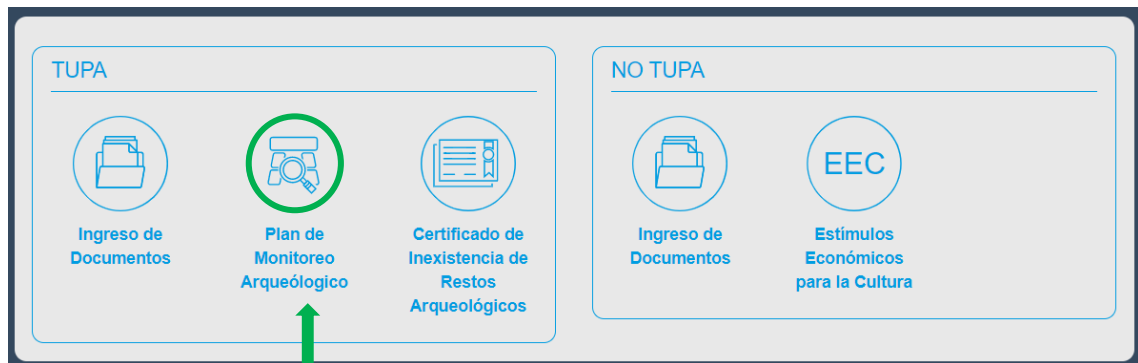 TUPA
Ingreso de
Documentos
Plan de
Monitoreo
Arqueólogico
Certificado de
Inexistencia de
Restos
Arqueológicos
NO TUPA
Ingreso de
Documentos
EEC
Estímulos
Económicos
para la Cultura